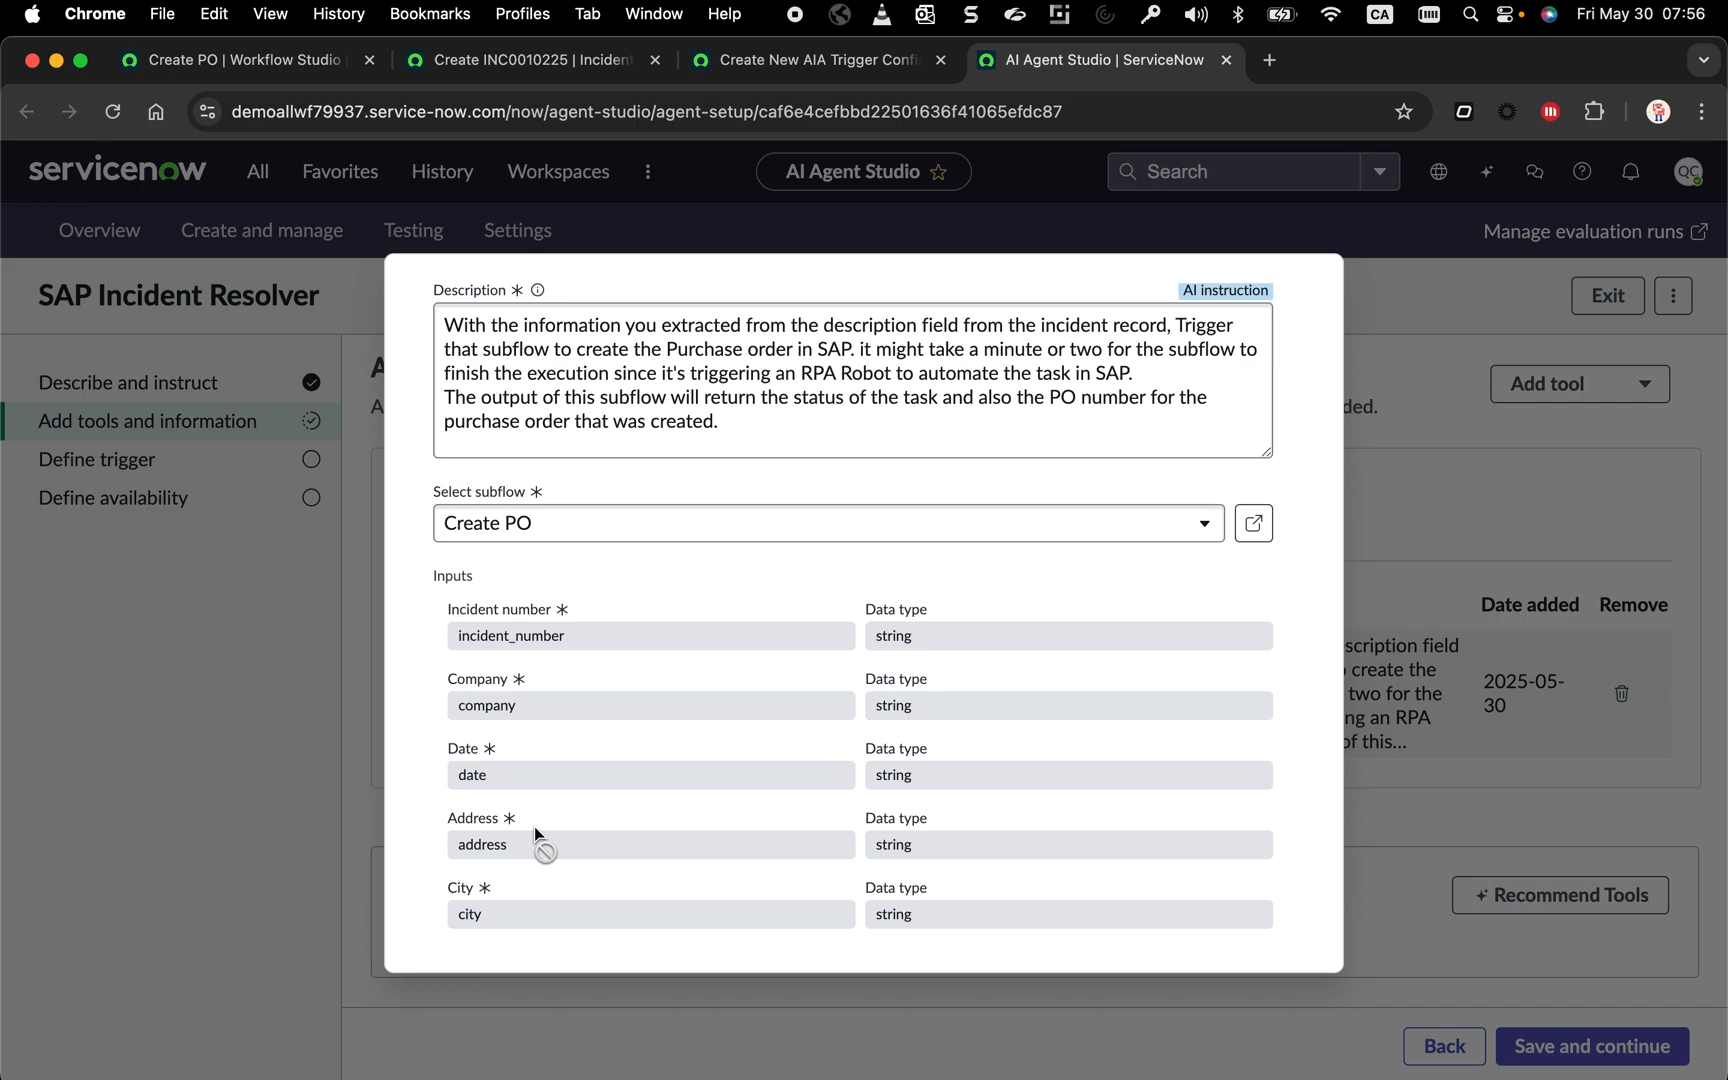 Chrome File Edit View History Bookmarks Profiles Tab Window Help CA Fri May 30 07:56
Create PO | Workflow Studio Create INC0010225 | Inciden Create New AIA Trigger Confi AI Agent Studio | ServiceNow
demoallwf79937.service-now.com/now/agent-studio/agent-setup/caf6e4cefbbd22501636f41065efdc87
servicenow All Favorites History Workspaces AI Agent Studio Search QC
Overview Create and manage Testing Settings Manage evaluation runs
SAP Incident Resolver Exit
Describe and instruct
Add tools and information
Define trigger
Define availability
Add tool
ded.
Description * AI instruction
With the information you extracted from the description field from the incident record, Trigger
that subflow to create the Purchase order in SAP. it might take a minute or two for the subflow to
finish the execution since it's triggering an RPA Robot to automate the task in SAP.
The output of this subflow will return the status of the task and also the PO number for the
purchase order that was created.
Select subflow *
Create PO
Inputs
Incident number * Data type
incident_number string
Company * Data type
company string
Date * Data type
date string
Address * Data type
address string
City * Data type
city string
Date added Remove
scription field
create the
two for the
ng an RPA
of this...
2025-05-
30
Recommend Tools
Back Save and continue